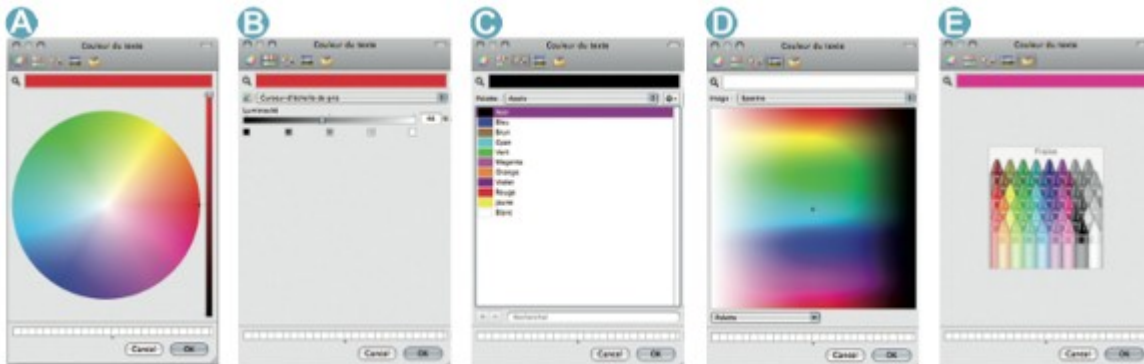 A
B
C
D
E
Couleur du texte
Couleur du texte
Couleur du texte
Couleur du texte
Couleur du texte
Curseur d'échelle de gris
Luminosité
Palette : Apple
Noir
Bleu
Brun
Cyan
Vert
Magenta
Orange
Violet
Rouge
Jaune
Blanc
Rechercher
Image : Spectre
Palette
Fraise
Cancel OK
Cancel OK
Cancel OK
Cancel OK
Cancel OK